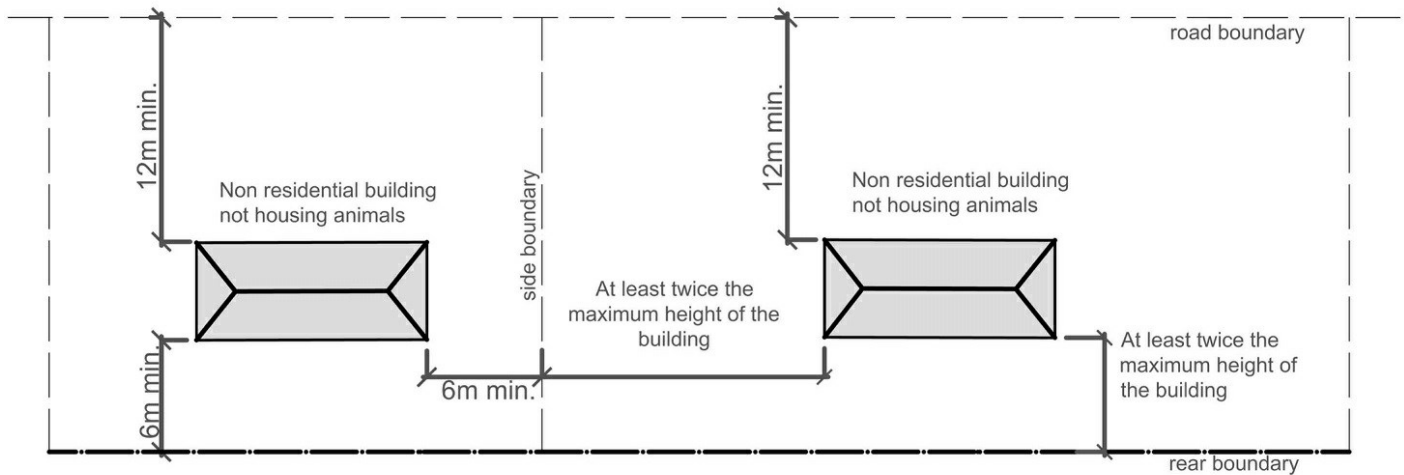 road boundary
12m min.
12m min.
Non residential building
not housing animals
Non residential building
not housing animals
side boundary
At least twice the
maximum height of the
building
At least twice the
maximum height of
the building
6m min.
6m min.
rear boundary